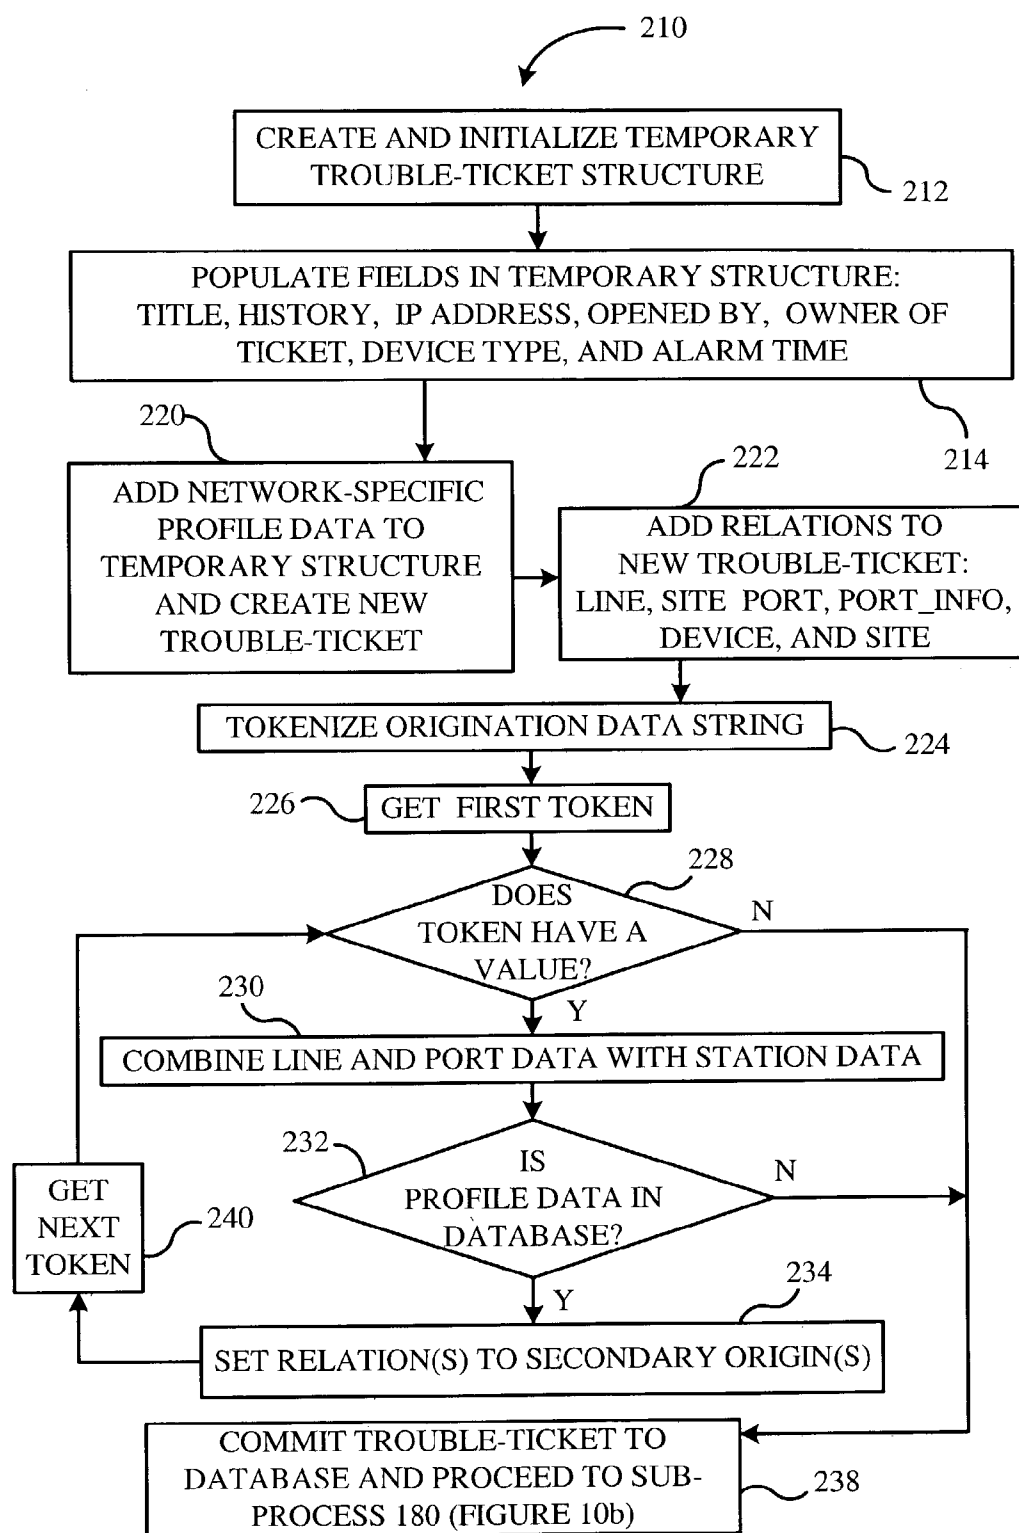 210
CREATE AND INITIALIZE TEMPORARY
TROUBLE-TICKET STRUCTURE
212
POPULATE FIELDS IN TEMPORARY STRUCTURE:
TITLE, HISTORY, IP ADDRESS, OPENED BY, OWNER OF
TICKET, DEVICE TYPE, AND ALARM TIME
214
220
ADD NETWORK-SPECIFIC
PROFILE DATA TO
TEMPORARY STRUCTURE
AND CREATE NEW
TROUBLE-TICKET
222
ADD RELATIONS TO
NEW TROUBLE-TICKET:
LINE, SITE PORT, PORT_INFO,
DEVICE, AND SITE
TOKENIZE ORIGINATION DATA STRING
224
226
GET FIRST TOKEN
228
DOES
TOKEN HAVE A
VALUE?
N
Y
230
COMBINE LINE AND PORT DATA WITH STATION DATA
232
IS
PROFILE DATA IN
DATABASE?
N
Y
GET
NEXT
TOKEN
240
234
SET RELATION(S) TO SECONDARY ORIGIN(S)
COMMIT TROUBLE-TICKET TO
DATABASE AND PROCEED TO SUB-
PROCESS 180 (FIGURE 10b)
238